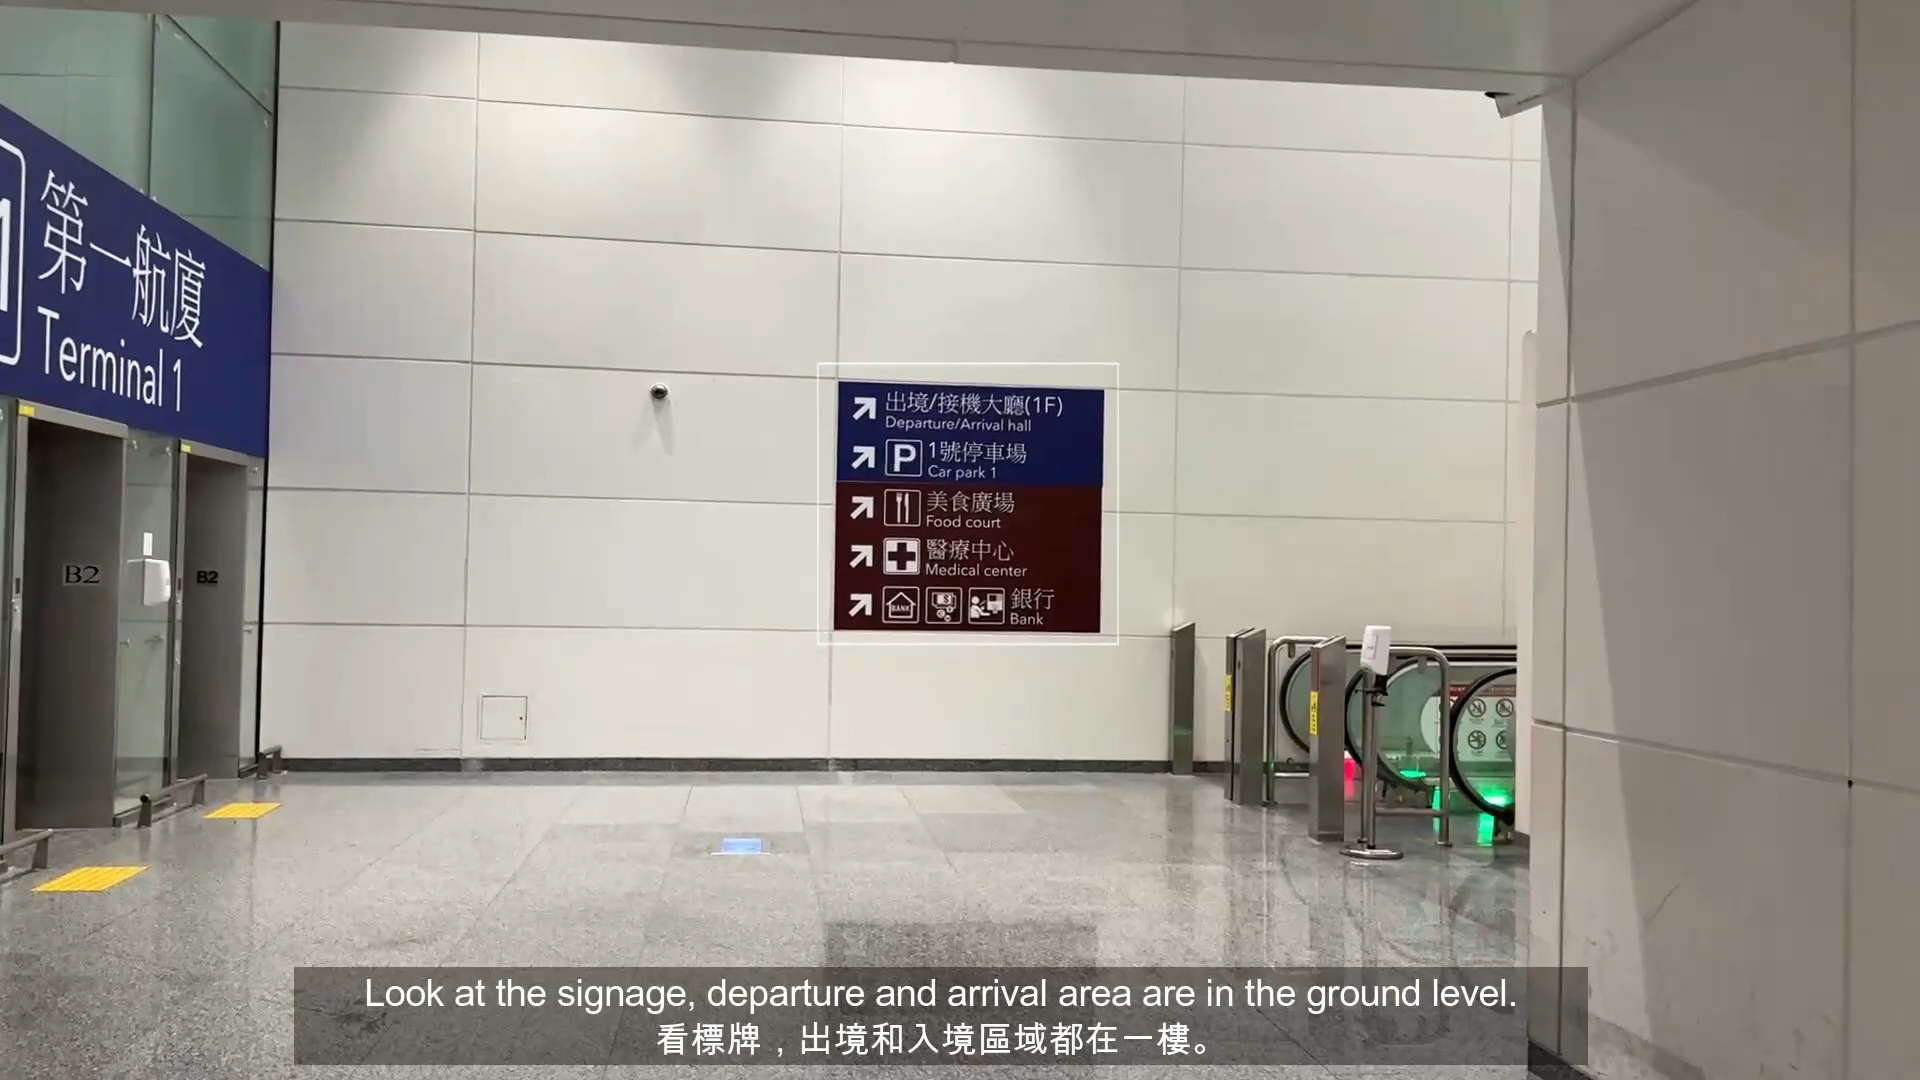 1
第一航廈
Terminal 1
B2
B2
出境/接機大廳(1F)
Departure/Arrival hall
P
1號停車場
Car park 1
美食廣場
Food court
醫療中心
Medical center
BANK
$
銀行
Bank
Look at the signage, departure and arrival area are in the ground level.
看標牌，出境和入境區域都在一樓。